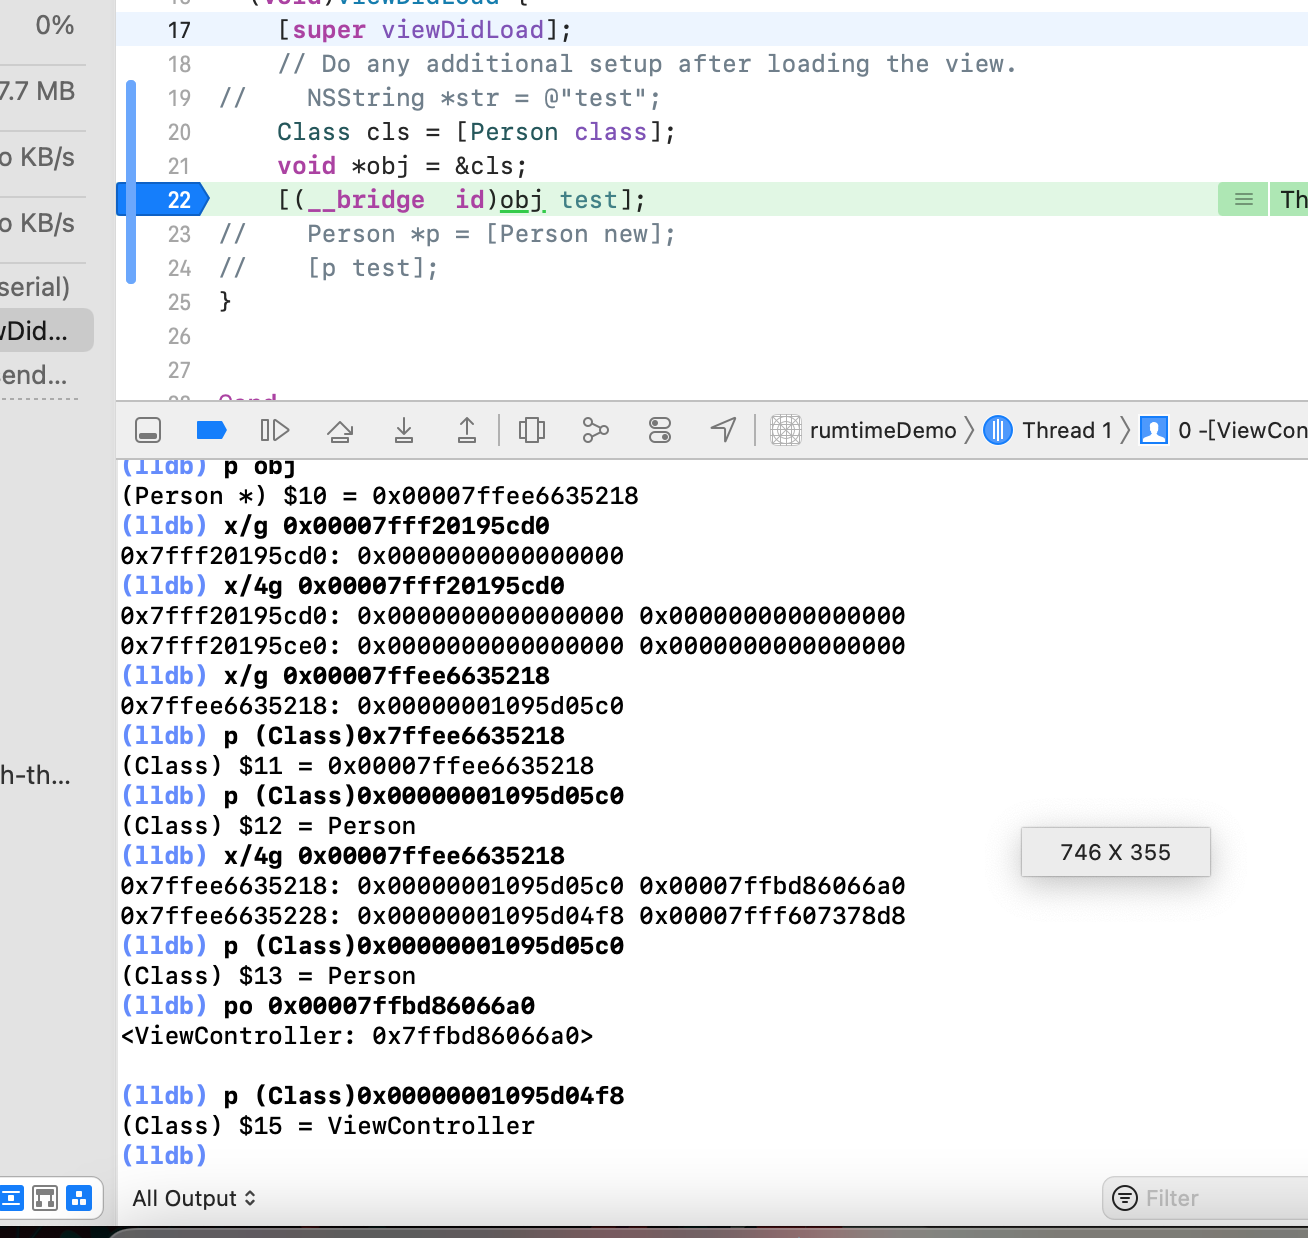 0%
17 [super viewDidLoad];
7.7 MB
18 // Do any additional setup after loading the view.
19 //    NSString *str = @"test";
20 Class cls = [Person class];
o KB/s
21 void *obj = &cls;
22 [(__bridge  id)obj test]; Th
o KB/s
23 //    Person *p = [Person new];
24 //    [p test];
serial)
25 }
wDid...
26
27
end...
rumtimeDemo Thread 1 0 -[ViewCon
(lldb) p obj
(Person *) $10 = 0x00007ffee6635218
(lldb) x/g 0x00007fff20195cd0
0x7fff20195cd0: 0x0000000000000000
(lldb) x/4g 0x00007fff20195cd0
0x7fff20195cd0: 0x0000000000000000 0x0000000000000000
0x7fff20195ce0: 0x0000000000000000 0x0000000000000000
(lldb) x/g 0x00007ffee6635218
0x7ffee6635218: 0x00000001095d05c0
(lldb) p (Class)0x7ffee6635218
(Class) $11 = 0x00007ffee6635218
h-th...
(lldb) p (Class)0x00000001095d05c0
(Class) $12 = Person
(lldb) x/4g 0x00007ffee6635218
746 X 355
0x7ffee6635218: 0x00000001095d05c0 0x00007ffbd86066a0
0x7ffee6635228: 0x00000001095d04f8 0x00007fff607378d8
(lldb) p (Class)0x00000001095d05c0
(Class) $13 = Person
(lldb) po 0x00007ffbd86066a0
<ViewController: 0x7ffbd86066a0>
(lldb) p (Class)0x00000001095d04f8
(Class) $15 = ViewController
(lldb)
All Output Filter